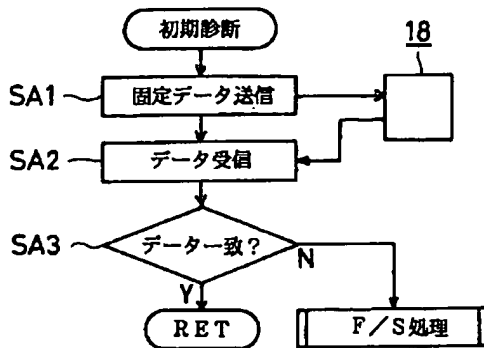 初期診断
18
SA1
固定データ送信
SA2
データ受信
SA3
データ一致?
N
Y
RET
F/S処理